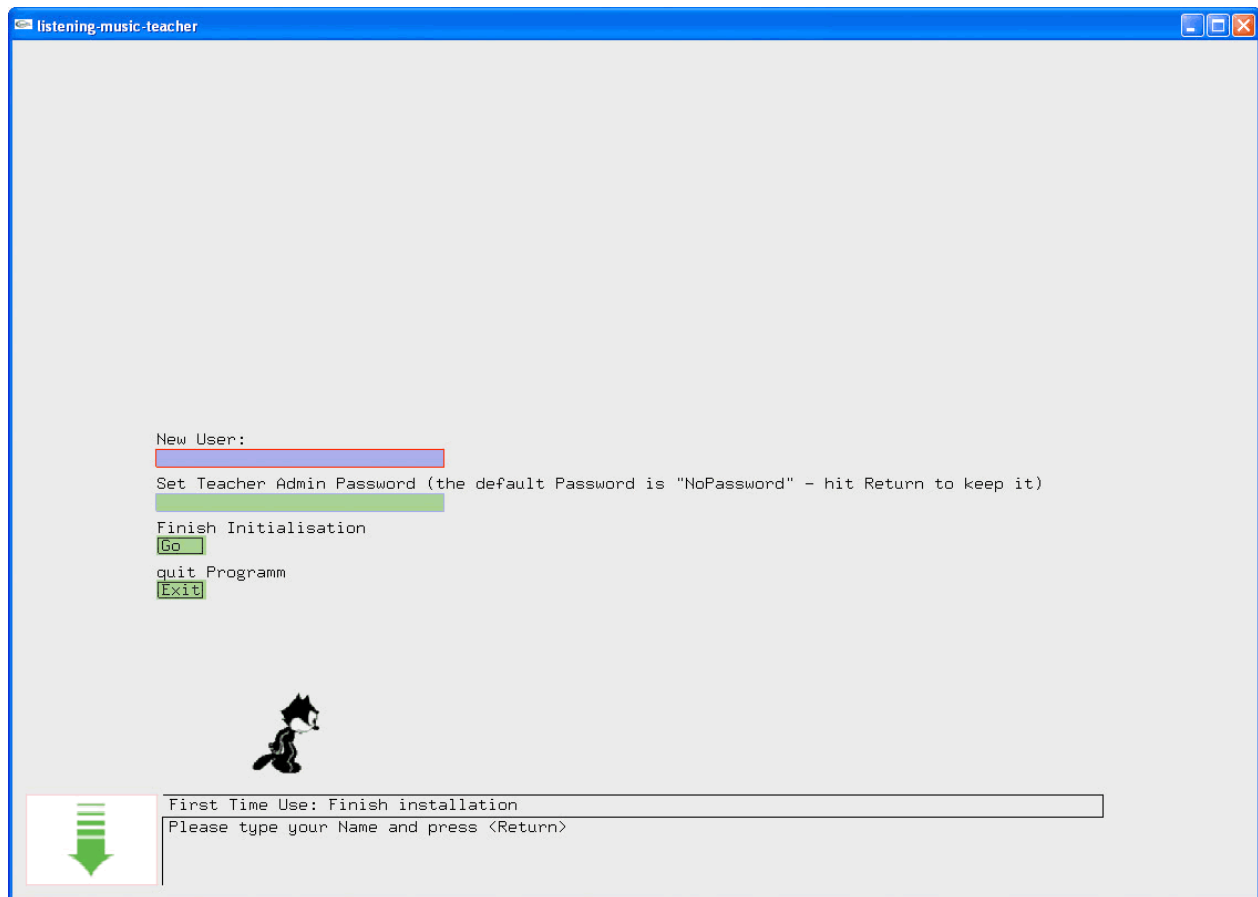 listening-music-teacher
New User:
Set Teacher Admin Password (the default Password is "NoPassword" - hit Return to keep it)
Finish Initialisation
Go
quit Programm
Exit
First Time Use: Finish installation
Please type your Name and press <Return>